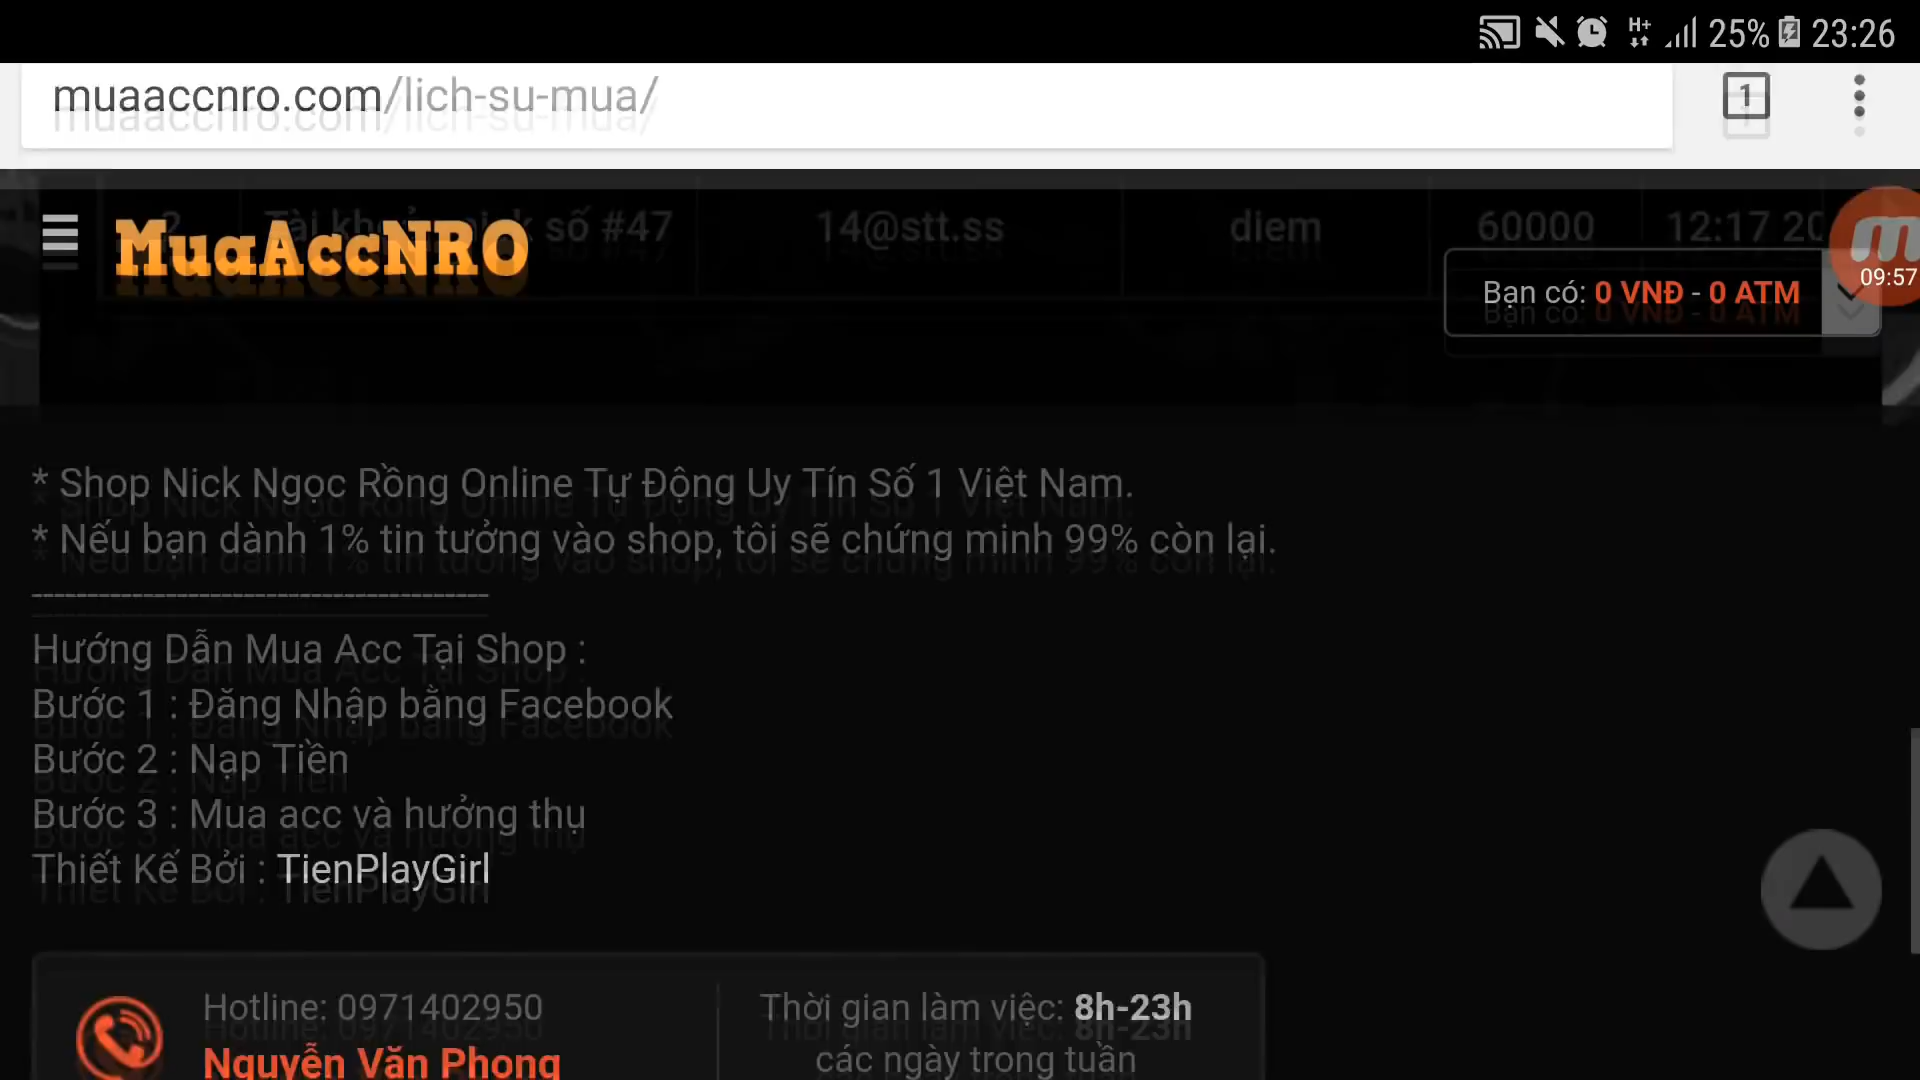 25% 23:26
muaaccnro.com/lich-su-mua/
1
2 Tài số #47 14@stt.ss diem 60000 12:17
MuaAccNRO
09:57
Bạn có: 0 VNĐ - 0 ATM
* Shop Nick Ngọc Rồng Online Tự Động Uy Tín Số 1 Việt Nam.
* Nếu bạn dành 1% tin tưởng vào shop, tôi sẽ chứng minh 99% còn lại.
Hướng Dẫn Mua Acc Tại Shop :
Bước 1 : Đăng Nhập bằng Facebook
Bước 2 : Nạp Tiền
Bước 3 : Mua acc và hưởng thụ
Thiết Kế Bởi : TienPlayGirl
Hotline: 0971402950
Nguyễn Văn Phong
Thời gian làm việc: 8h-23h
các ngày trong tuần